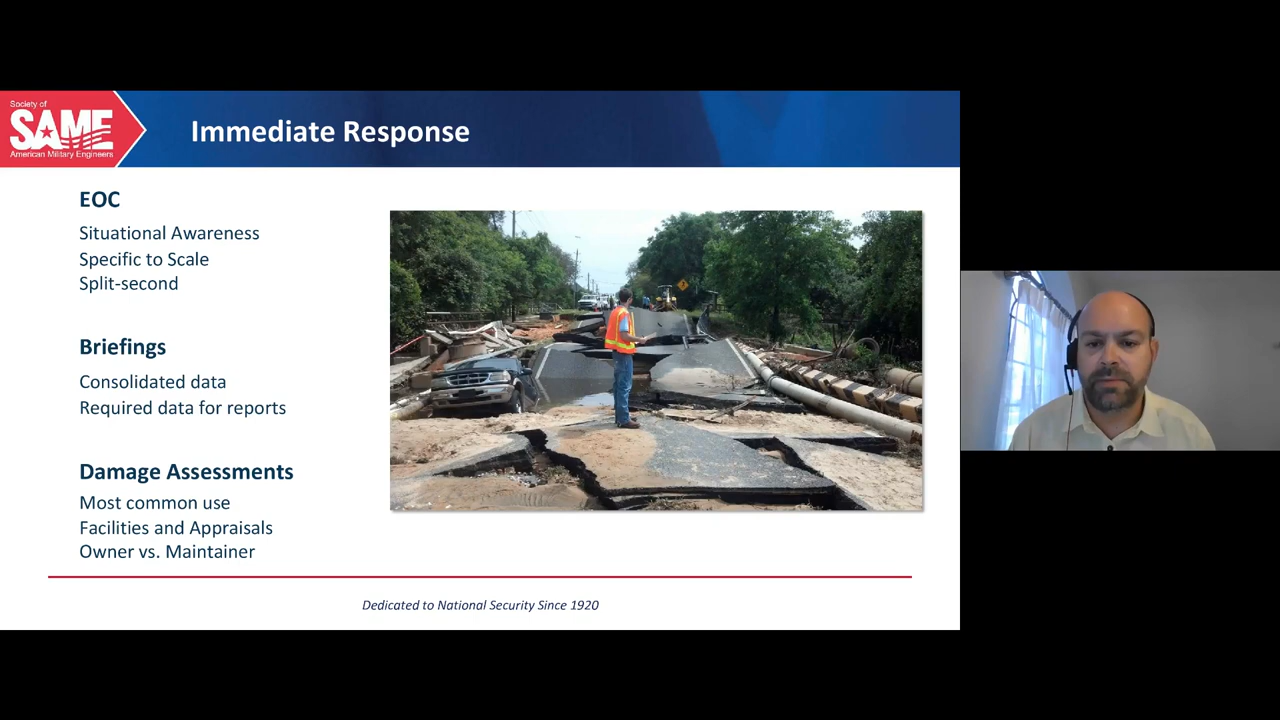 Society of
SAME
American Military Engineers
Immediate Response
EOC
Situational Awareness
Specific to Scale
Split-second
Briefings
Consolidated data
Required data for reports
Damage Assessments
Most common use
Facilities and Appraisals
Owner vs. Maintainer
Dedicated to National Security Since 1920